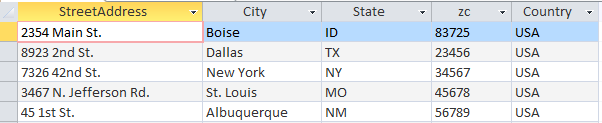 StreetAddress City State zc Country
2354 Main St. Boise ID 83725 USA
8923 2nd St. Dallas TX 23456 USA
7326 42nd St. New York NY 34567 USA
3467 N. Jefferson Rd. St. Louis MO 45678 USA
45 1st St. Albuquerque NM 56789 USA